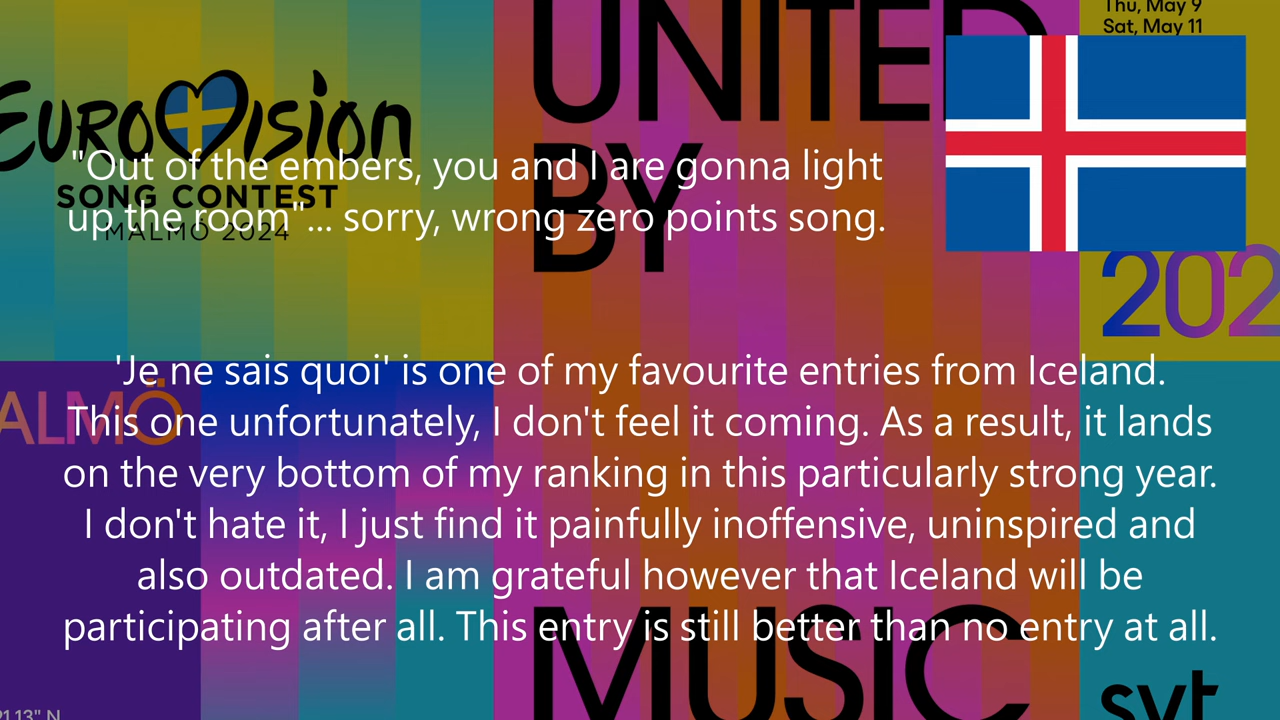 Thu, May 9
Sat, May 11
UNITED
EUROVISION
"Out of the embers, you and I are gonna light
BY
SONG CONTEST
up the room"... sorry, wrong zero points song.
MALMÖ 2024
202
'Je ne sais quoi' is one of my favourite entries from Iceland.
ALMÖ
This one unfortunately, I don't feel it coming. As a result, it lands
on the very bottom of my ranking in this particularly strong year.
I don't hate it, I just find it painfully inoffensive, uninspired and
also outdated. I am grateful however that Iceland will be
participating after all. This entry is still better than no entry at all.
MUSIC
svt
21.13" N